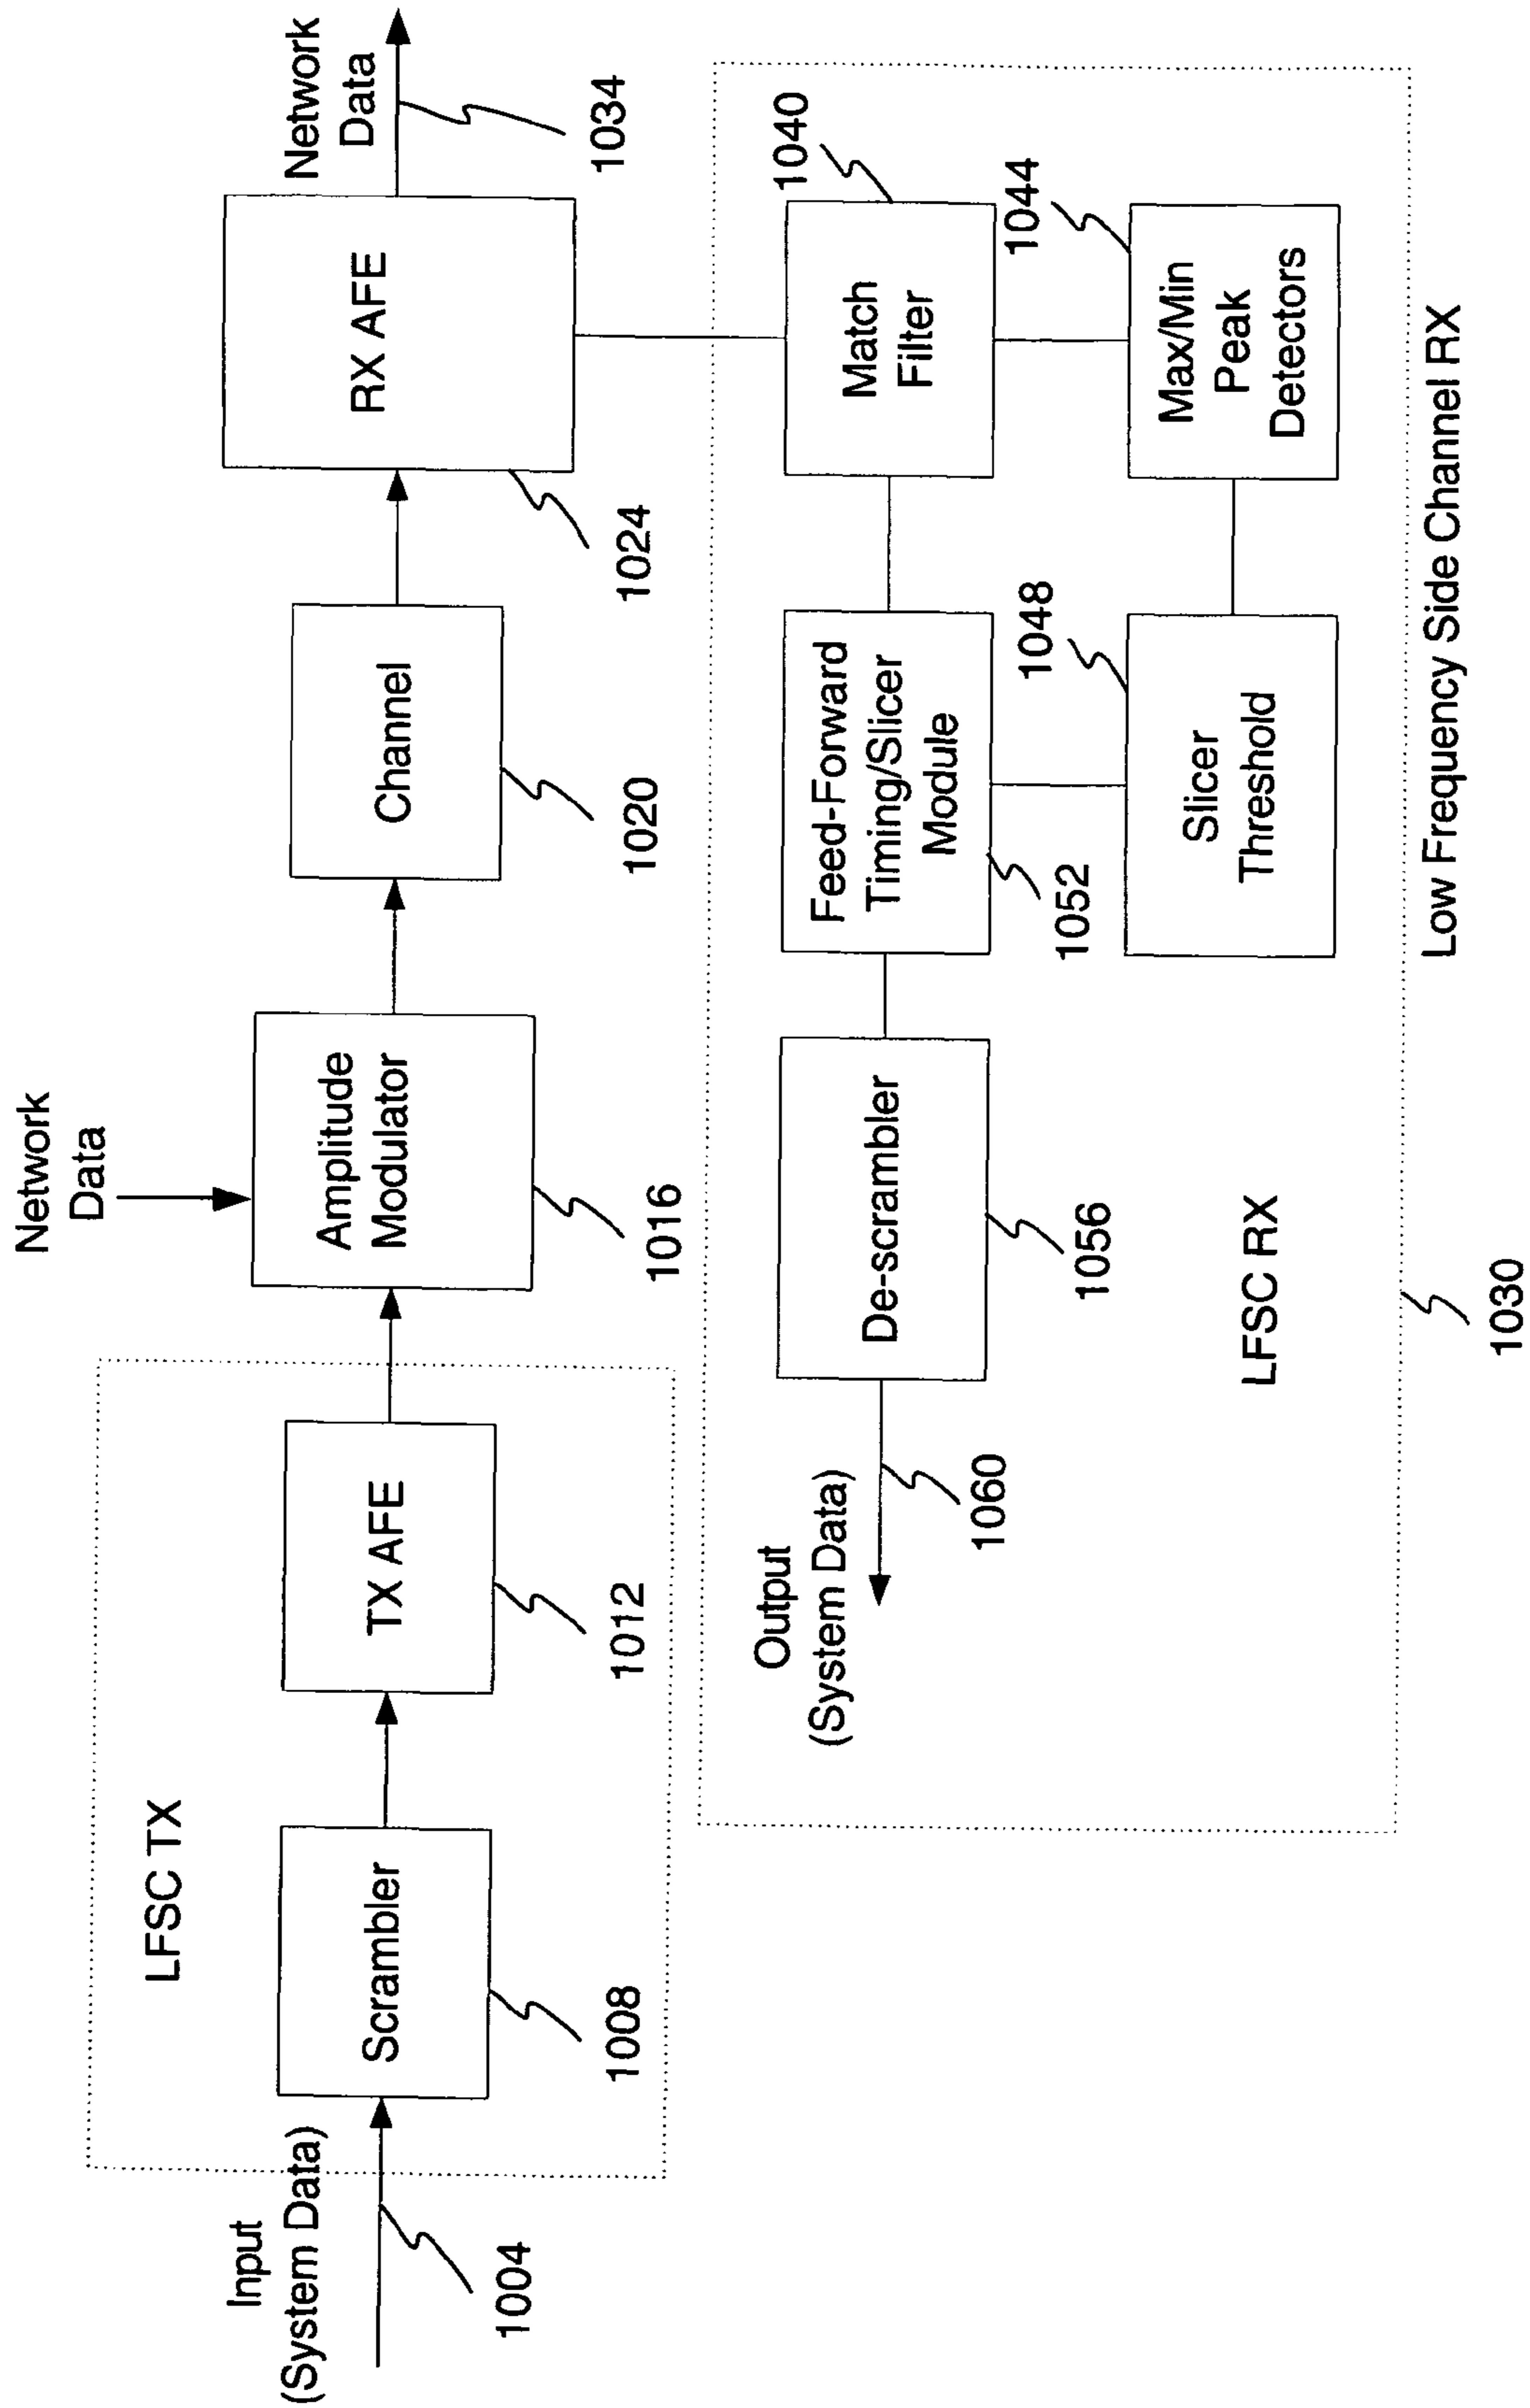 Network
Data
Network
Data
1034
LFSC TX
Input
(System Data)
1004
Scrambler
1008
TX AFE
1012
Amplitude
Modulator
1016
Channel
1020
RX AFE
1024
Output
(System Data)
1060
De-scrambler
1056
Feed-Forward
Timing/Slicer
Module
1052
Match
Filter
1040
Slicer
Threshold
1048
Max/Min
Peak
Detectors
1044
LFSC RX
1030
Low Frequency Side Channel RX